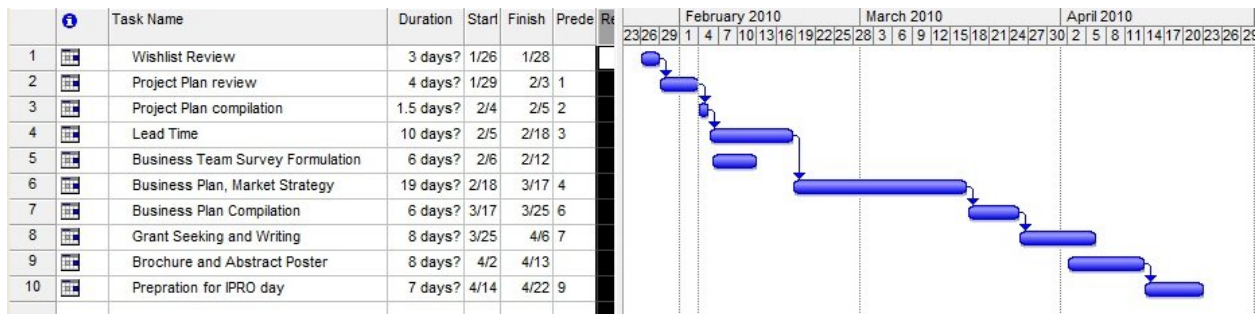 Task Name Duration Start Finish Prede Re
February 2010 March 2010 April 2010
23 26 29 1 4 7 10 13 16 19 22 25 28 3 6 9 12 15 18 21 24 27 30 2 5 8 11 14 17 20 23 26 29
1 Wishlist Review 3 days? 1/26 1/28
2 Project Plan review 4 days? 1/29 2/3 1
3 Project Plan compilation 1.5 days? 2/4 2/5 2
4 Lead Time 10 days? 2/5 2/18 3
5 Business Team Survey Formulation 6 days? 2/6 2/12
6 Business Plan, Market Strategy 19 days? 2/18 3/17 4
7 Business Plan Compilation 6 days? 3/17 3/25 6
8 Grant Seeking and Writing 8 days? 3/25 4/6 7
9 Brochure and Abstract Poster 8 days? 4/2 4/13
10 Prepration for IPRO day 7 days? 4/14 4/22 9